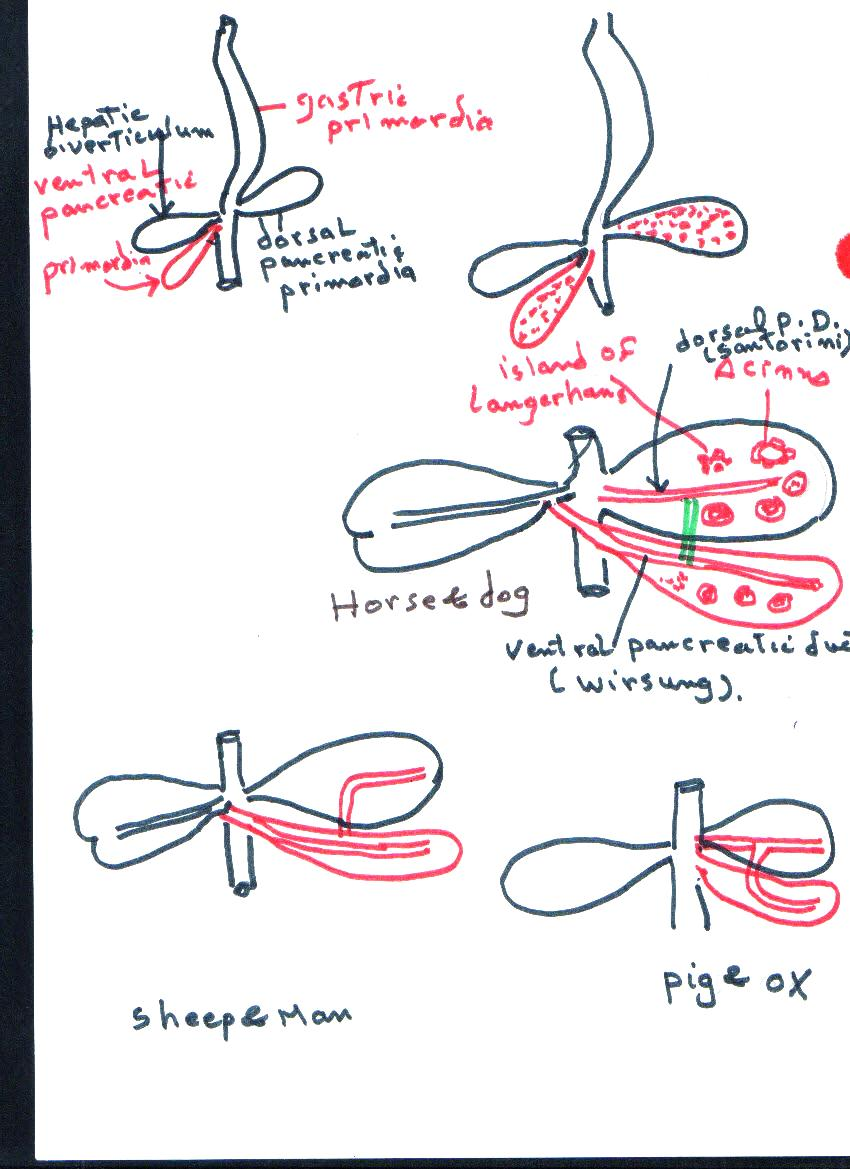 Hepatic
Diverticulum
ventral
pancreatic
primordia
gastric
primordia
dorsal
pancreatic
primordia
dorsal P.D.
(santorini)
island of
Langerhans
Acinus
Horse & dog
Ventral pancreatic duc
(wirsung).
sheep & Man
pig & ox